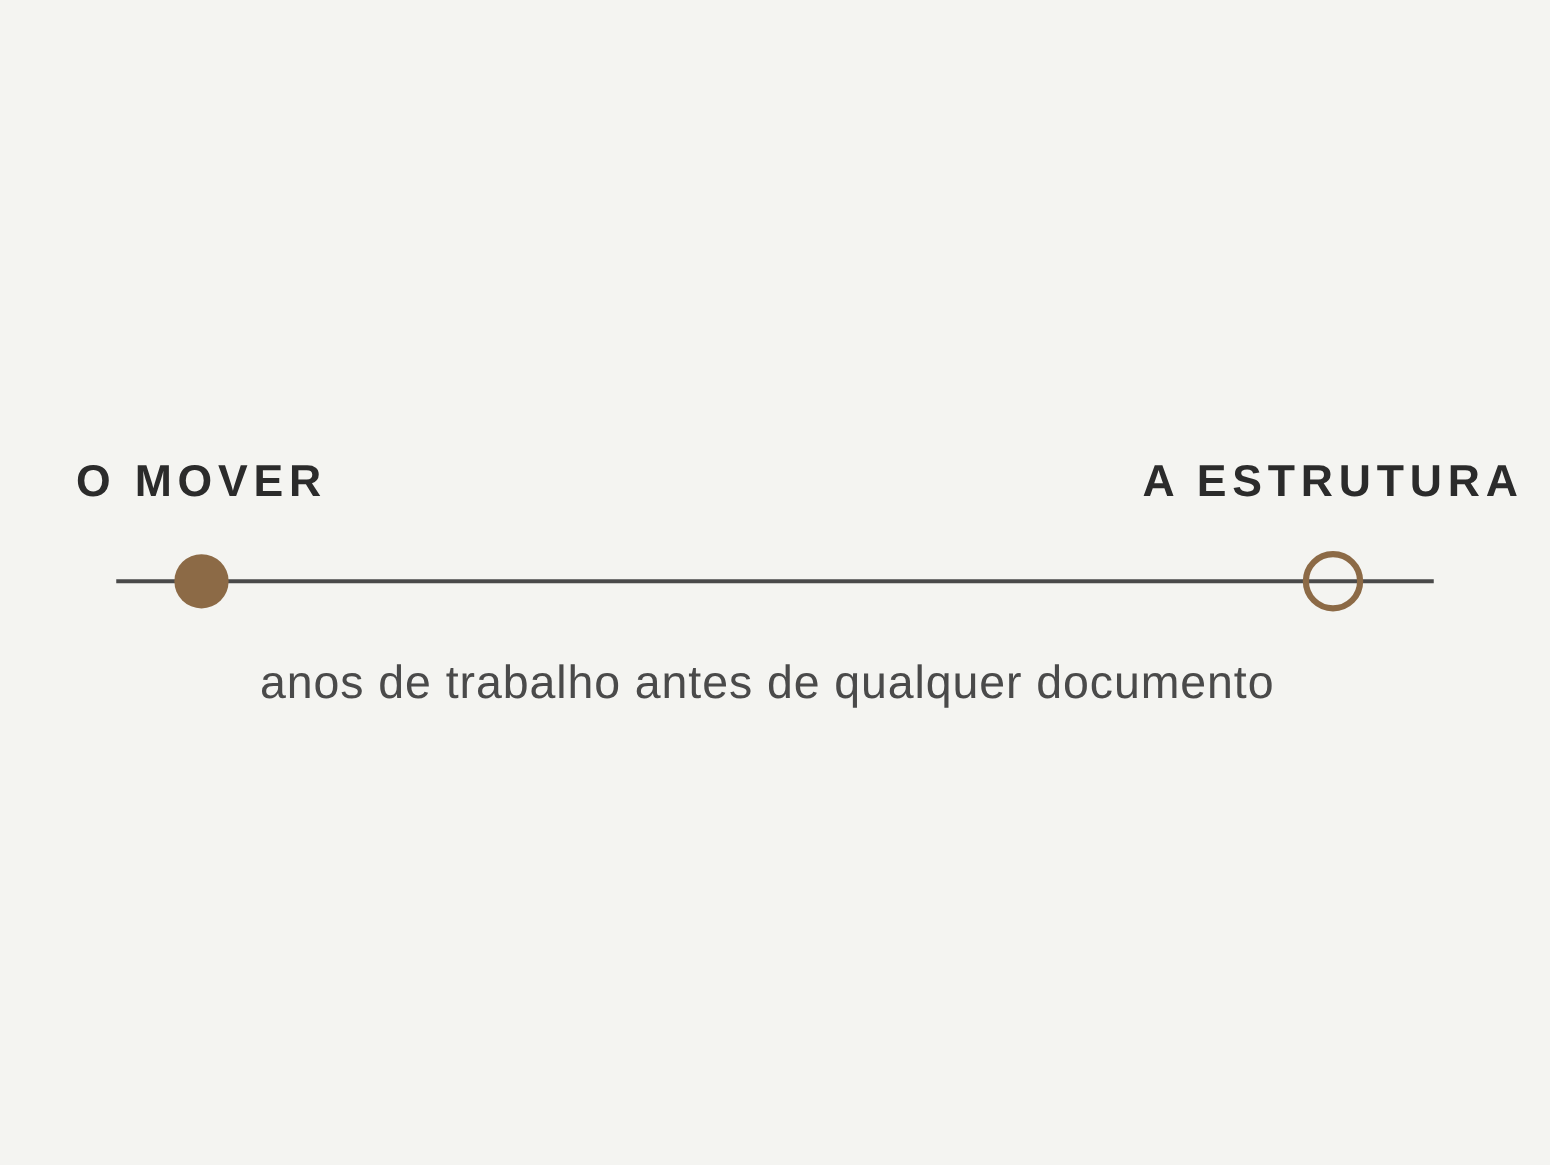 O MOVER
A ESTRUTURA
anos de trabalho antes de qualquer documento